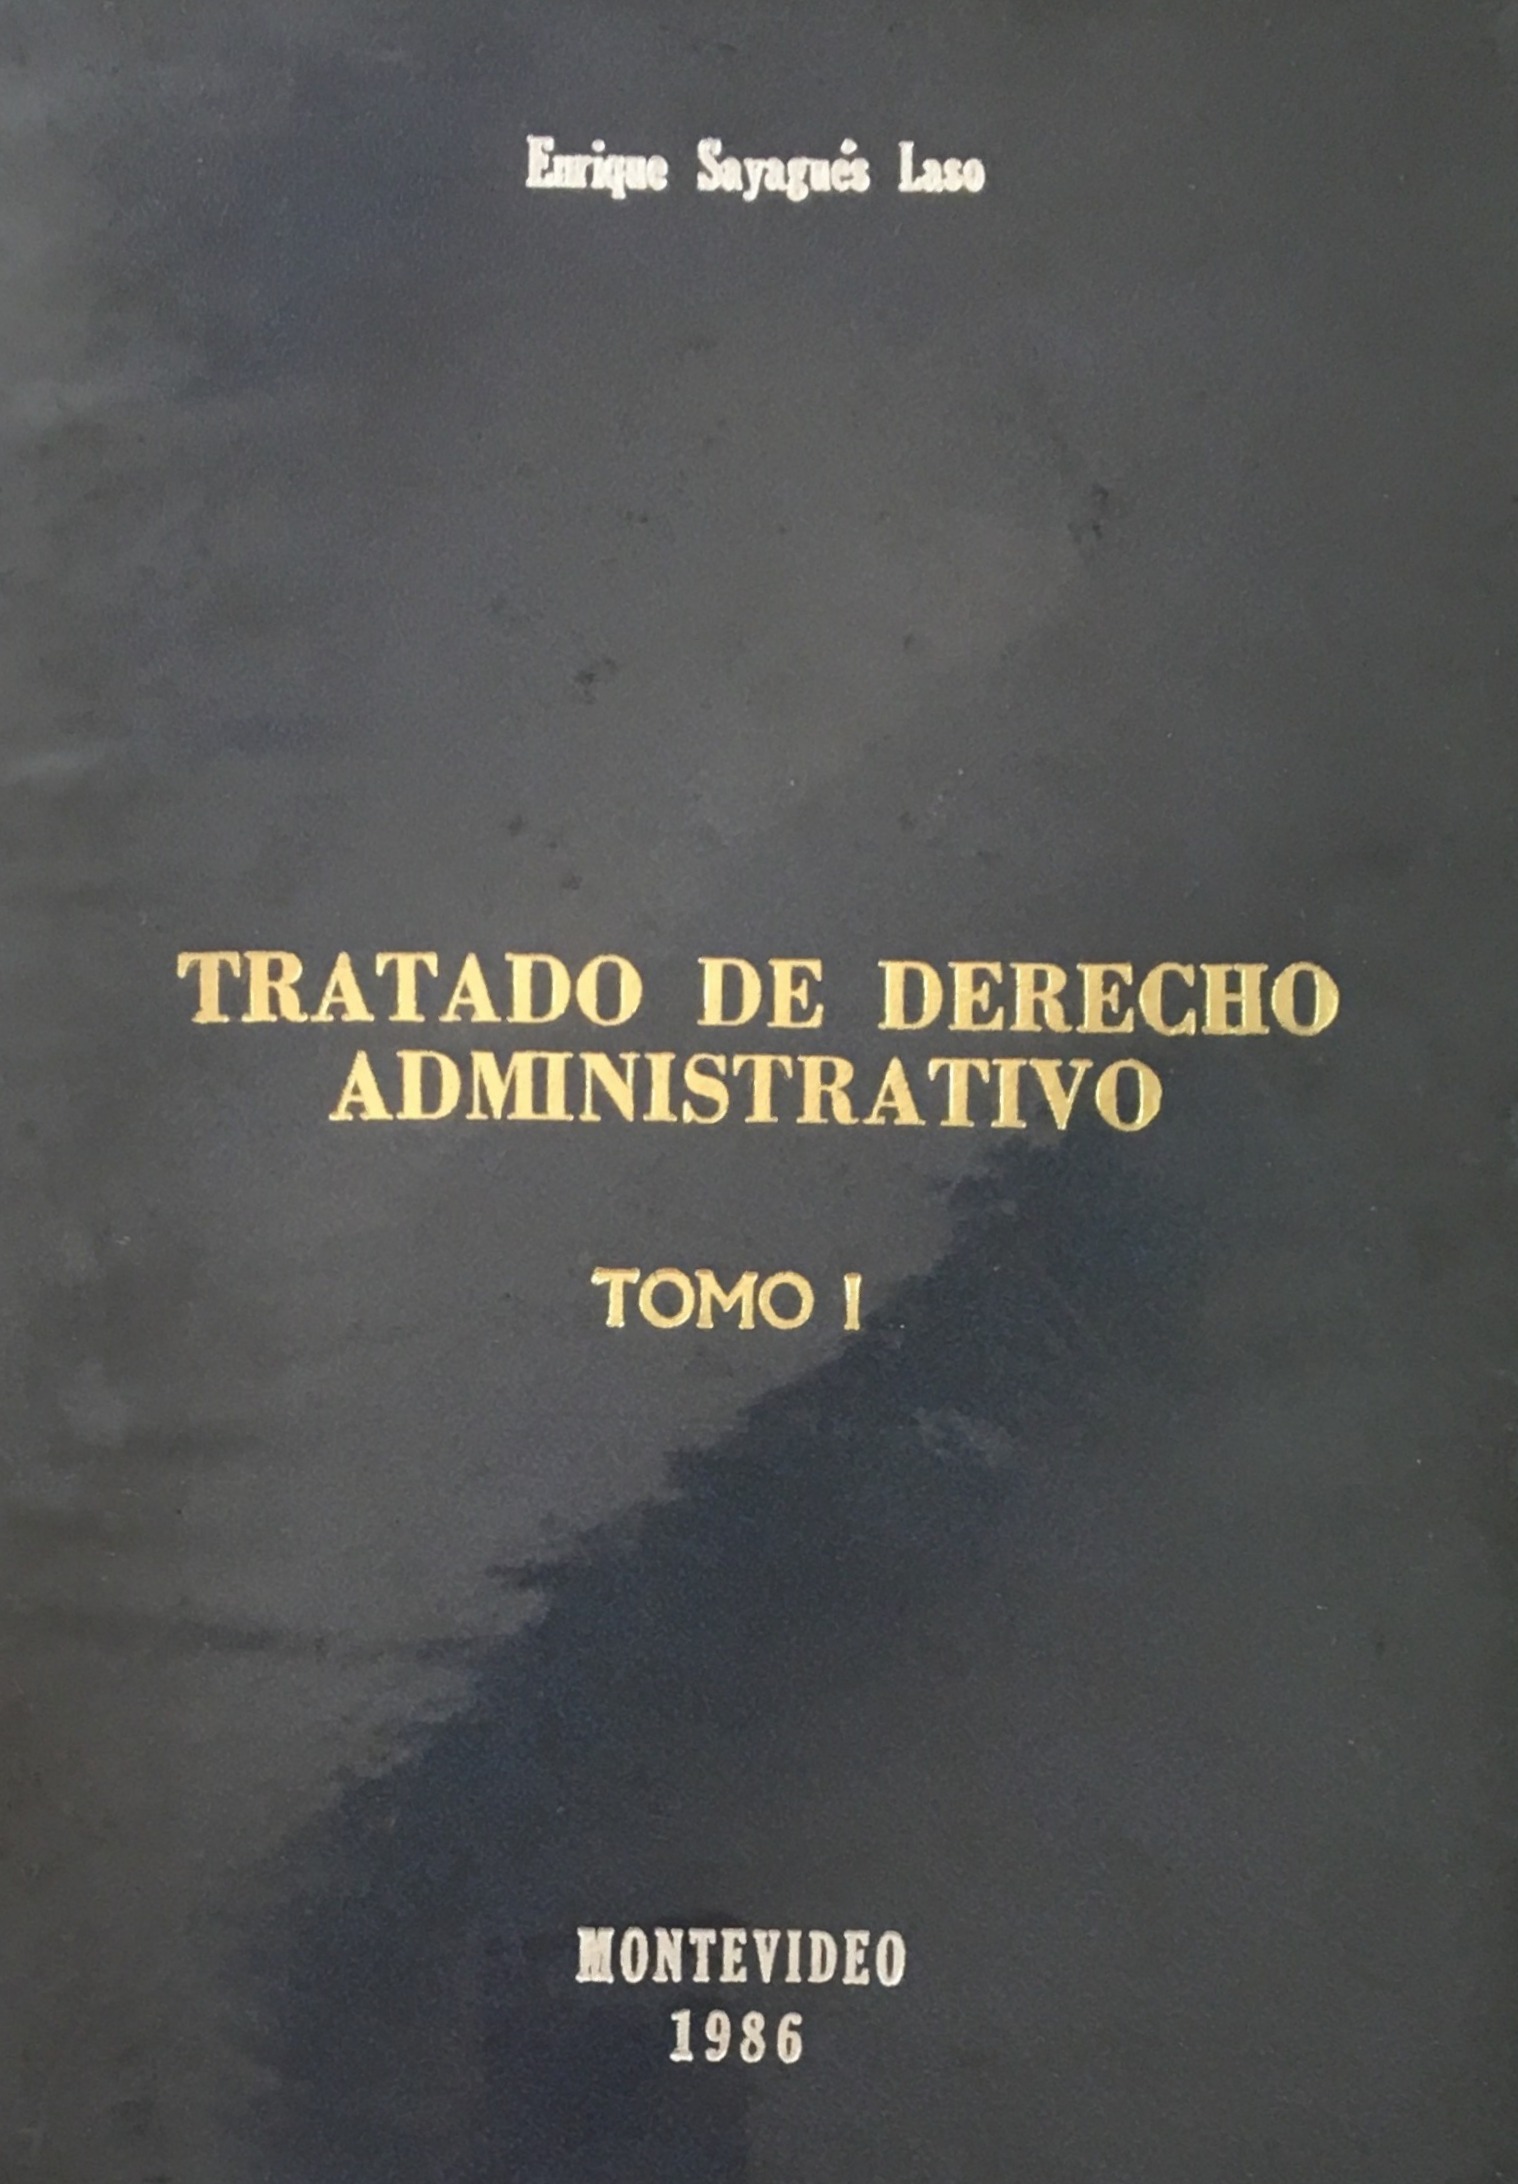 Enrique Sayagués Laso
TRATADO DE DERECHO
ADMINISTRATIVO
TOMO I
MONTEVIDEO
1986